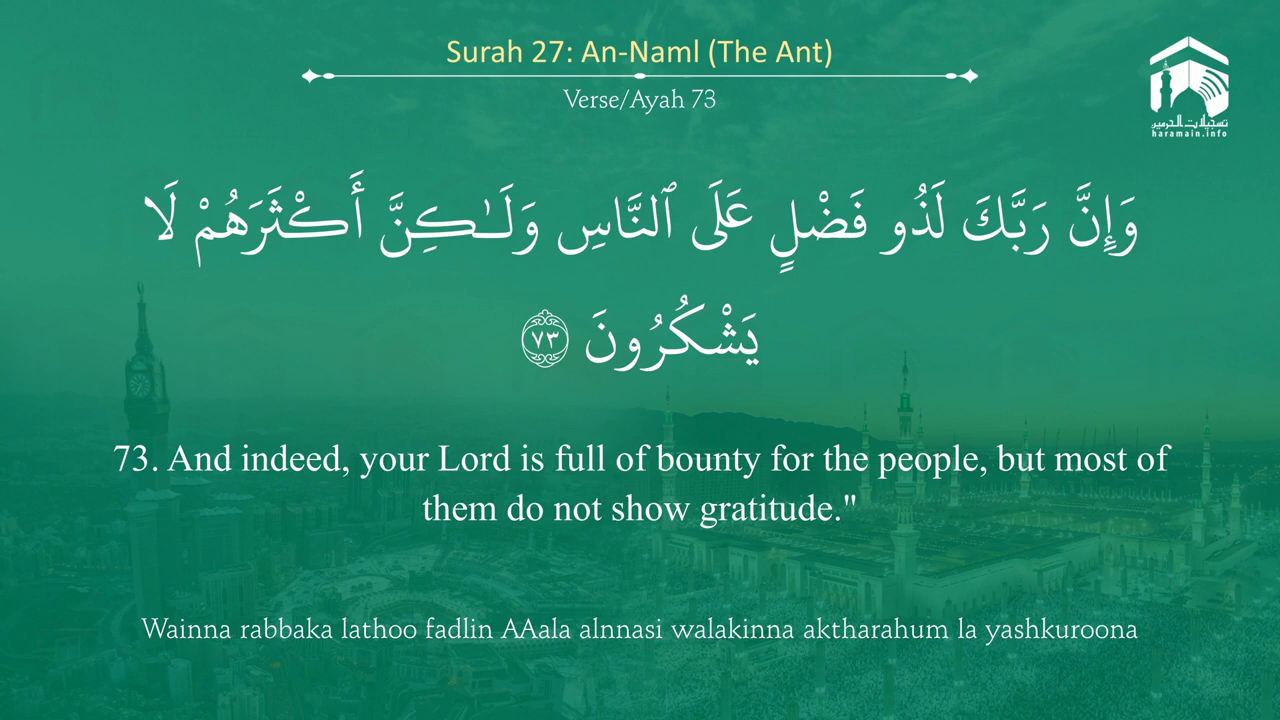 Surah 27: An-Naml (The Ant)
Verse/Ayah 73
تسجيلات الحرمين
haramain.info
وَإِنَّ رَبَّكَ لَذُو فَضْلٍ عَلَى ٱلنَّاسِ وَلَـٰكِنَّ أَكْثَرَهُمْ لَا
يَشْكُرُونَ ٧٣
73. And indeed, your Lord is full of bounty for the people, but most of
them do not show gratitude."
Wainna rabbaka lathoo fadlin AAala alnnasi walakinna aktharahum la yashkuroona